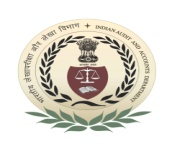 भारतीय लेखापरीक्षा और लेखा विभाग
INDIAN AUDIT AND ACCOUNTS DEPARTMENT